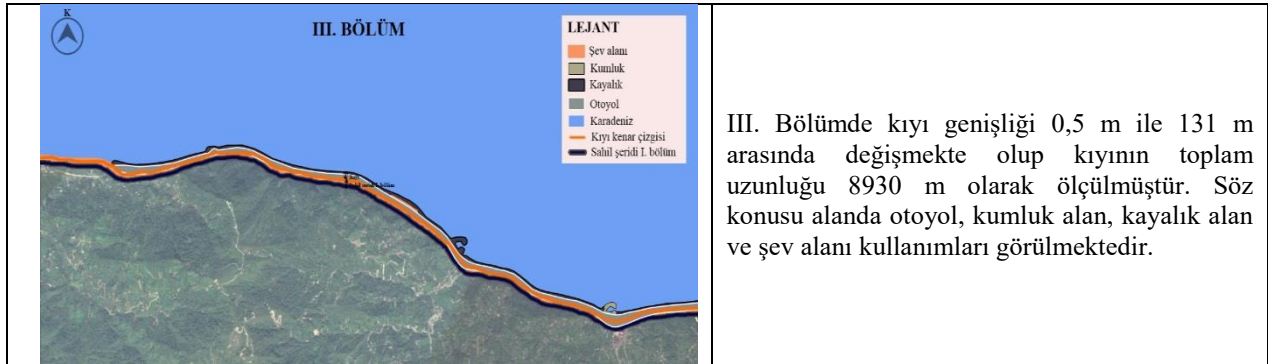 K
III. BÖLÜM
LEJANT
Şev alanı
Kumluk
Kayalık
Otoyol
Karadeniz
Kıyı kenar çizgisi
Sahil şeridi I. bölüm
III. Bölümde kıyı genişliği 0,5 m ile 131 m
arasında değişmekte olup kıyının toplam
uzunluğu 8930 m olarak ölçülmüştür. Söz
konusu alanda otoyol, kumluk alan, kayalık alan
ve şev alanı kullanımları görülmektedir.